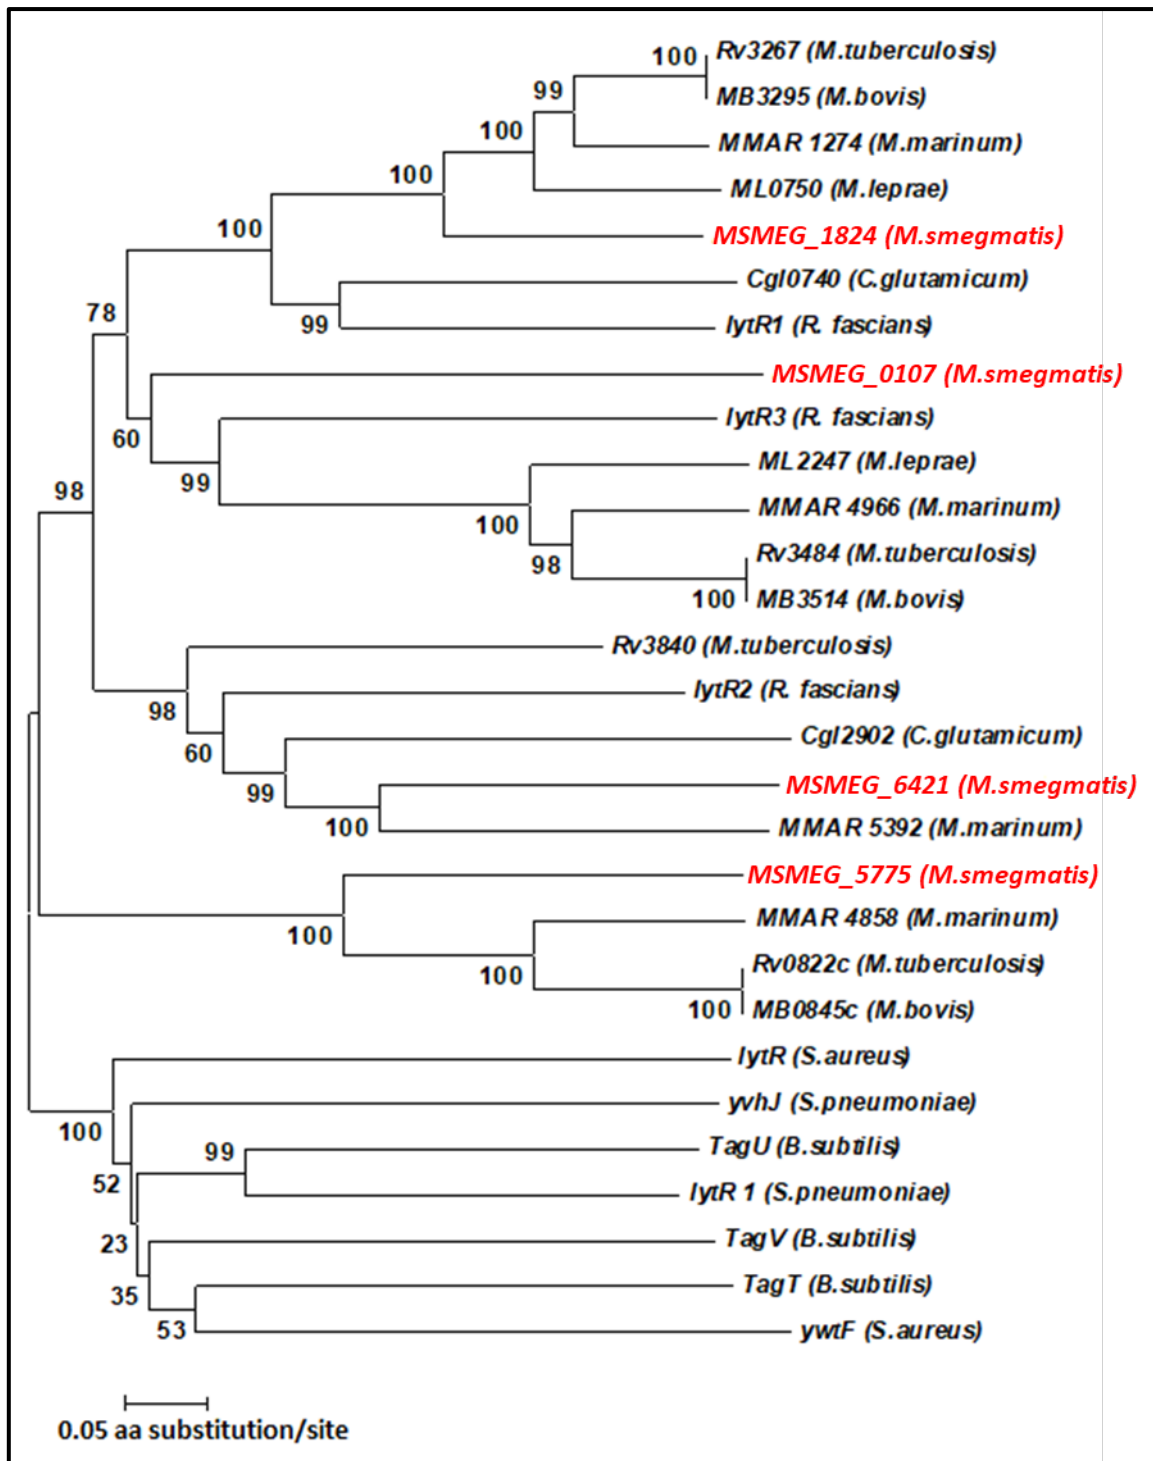 100 Rv3267 (M.tuberculosis)
99 MB3295 (M.bovis)
100 MMAR 1274 (M.marinum)
100 ML0750 (M.leprae)
100 MSMEG_1824 (M.smegmatis)
Cgl0740 (C.glutamicum)
78
99 lytR1 (R. fascians)
MSMEG_0107 (M.smegmatis)
60 lytR3 (R. fascians)
99 ML2247 (M.leprae)
98
100 MMAR 4966 (M.marinum)
98 Rv3484 (M.tuberculosis)
100 MB3514 (M.bovis)
Rv3840 (M.tuberculosis)
98 lytR2 (R. fascians)
60 Cgl2902 (C.glutamicum)
99 MSMEG_6421 (M.smegmatis)
100 MMAR 5392 (M.marinum)
MSMEG_5775 (M.smegmatis)
100 MMAR 4858 (M.marinum)
100 Rv0822c (M.tuberculosis)
100 MB0845c (M.bovis)
lytR (S.aureus)
100 yvhJ (S.pneumoniae)
99 TagU (B.subtilis)
52 lytR 1 (S.pneumoniae)
23 TagV (B.subtilis)
35 TagT (B.subtilis)
53 ywtF (S.aureus)
0.05 aa substitution/site